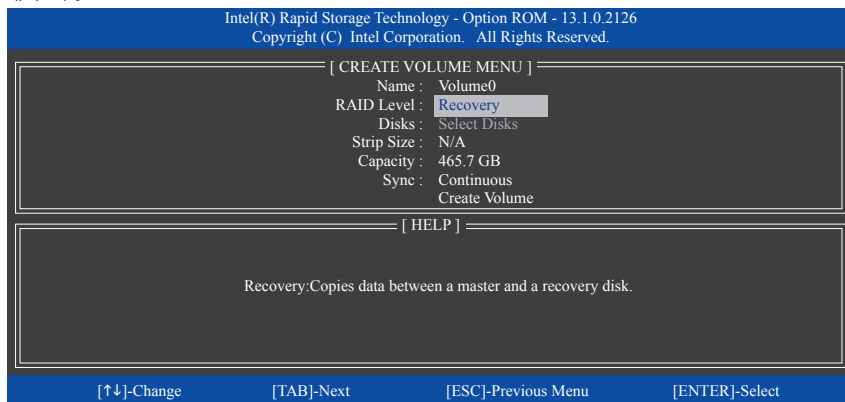 Intel(R) Rapid Storage Technology - Option ROM - 13.1.0.2126
Copyright (C) Intel Corporation. All Rights Reserved.
[ CREATE VOLUME MENU ]
Name : Volume0
RAID Level : Recovery
Disks : Select Disks
Strip Size : N/A
Capacity : 465.7 GB
Sync : Continuous
Create Volume
[ HELP ]
Recovery:Copies data between a master and a recovery disk.
[↑↓]-Change [TAB]-Next [ESC]-Previous Menu [ENTER]-Select